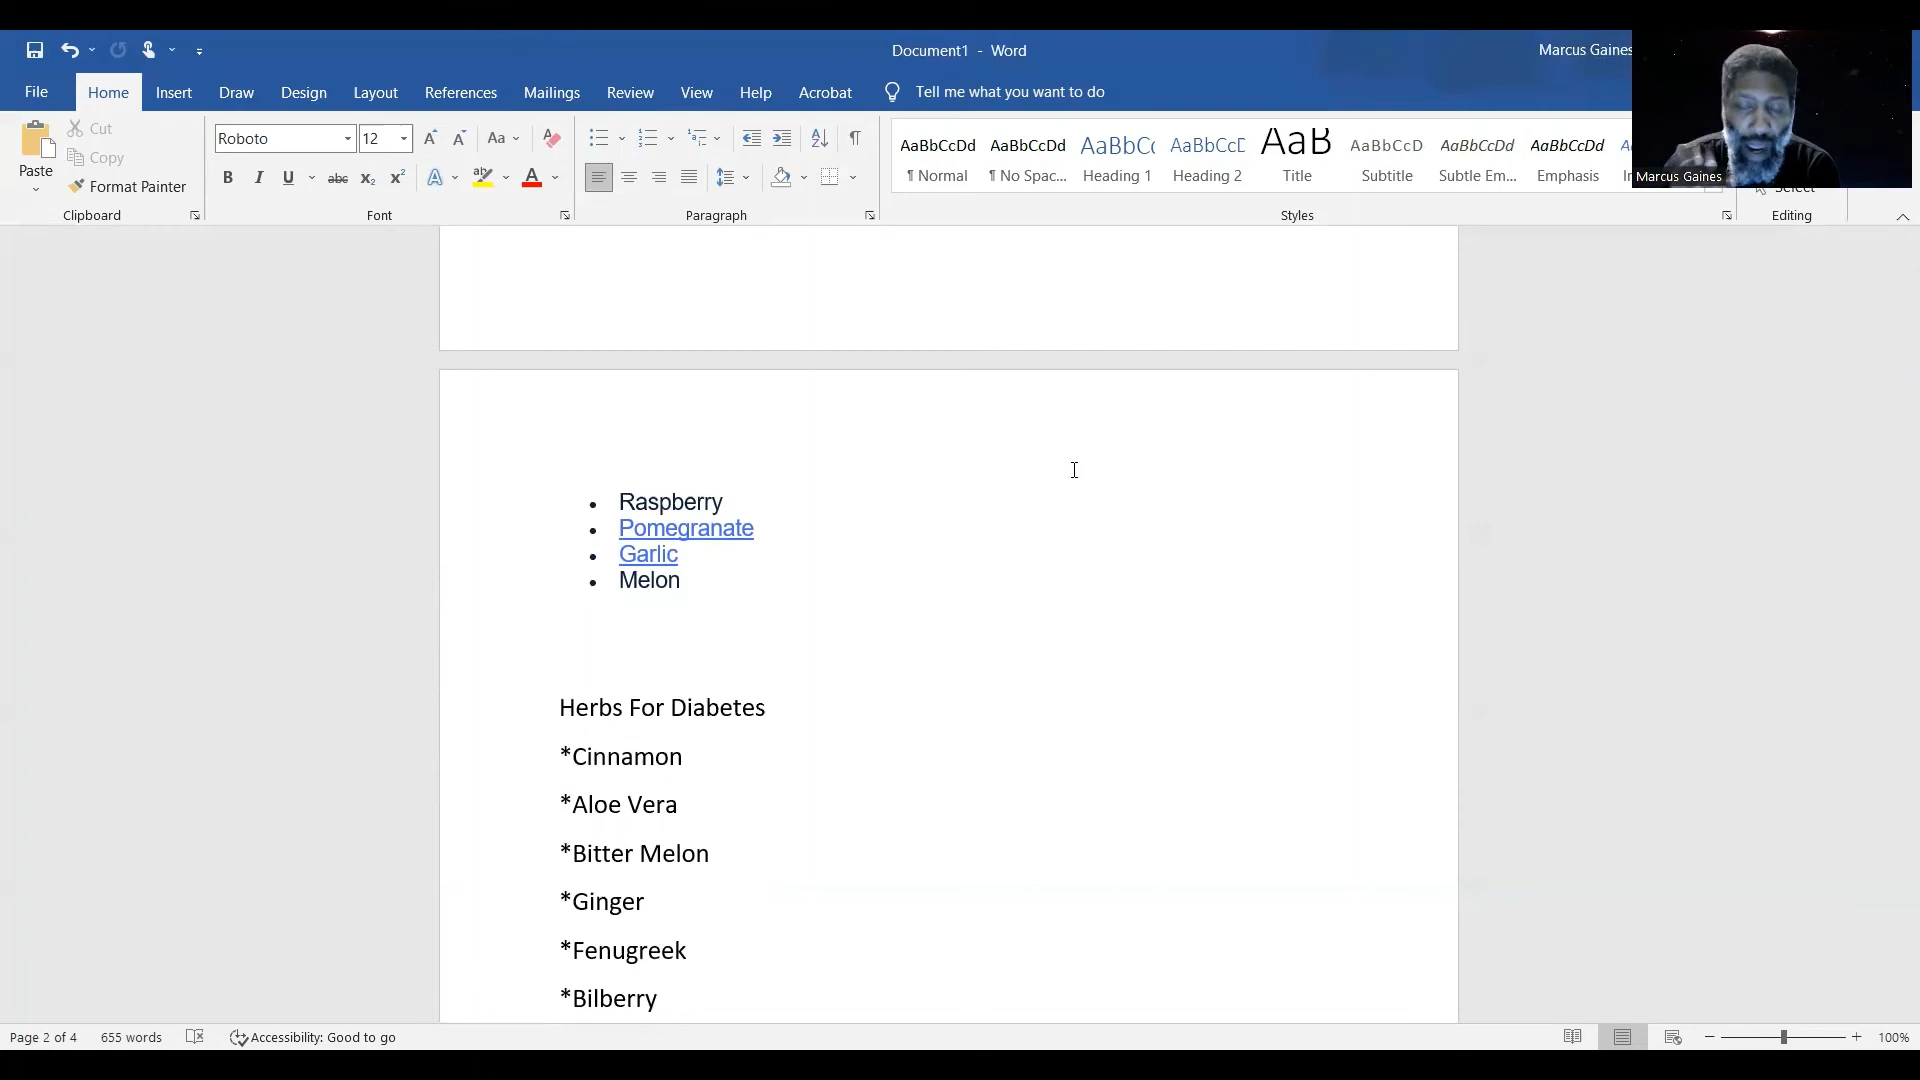 Document1 - Word
Marcus Gaines
File Home Insert Draw Design Layout References Mailings Review View Help Acrobat Tell me what you want to do
Paste
Cut
Copy
Format Painter
Clipboard
Roboto 12
Font
Paragraph
AaBbCcDd AaBbCcDd AaBbCc AaBbCcD AaB AaBbCcD AaBbCcDd AaBbCcDd
¶ Normal ¶ No Spac... Heading 1 Heading 2 Title Subtitle Subtle Em... Emphasis
Styles
Select
Editing
Marcus Gaines
• Raspberry
• Pomegranate
• Garlic
• Melon
Herbs For Diabetes
*Cinnamon
*Aloe Vera
*Bitter Melon
*Ginger
*Fenugreek
*Bilberry
Page 2 of 4 655 words Accessibility: Good to go 100%